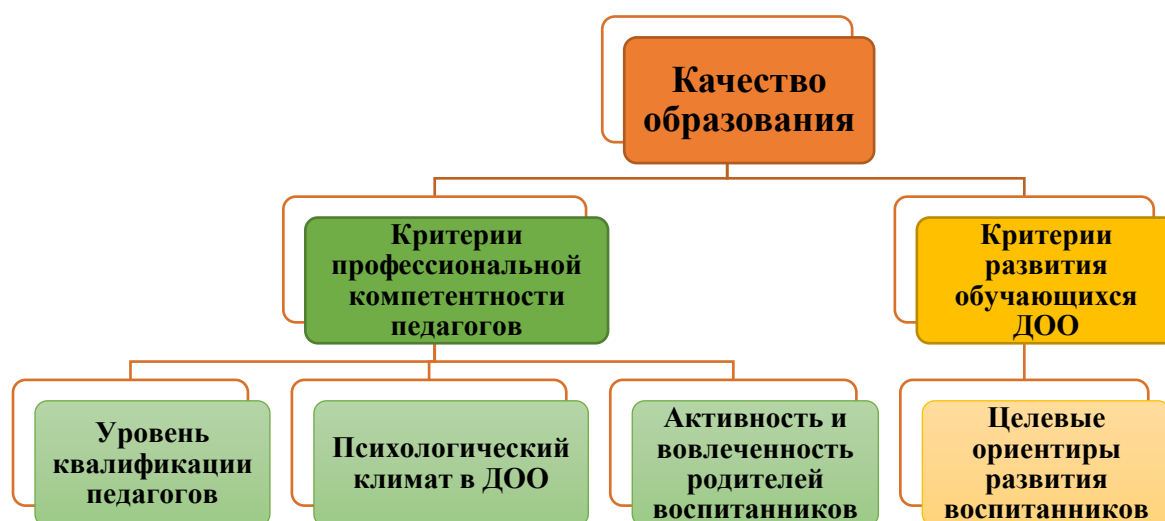 Качество
образования
Критерии
профессиональной
компетентности
педагогов
Критерии
развития
обучающихся
ДОО
Уровень
квалификации
педагогов
Психологический
климат в ДОО
Активность и
вовлеченность
родителей
воспитанников
Целевые
ориентиры
развития
воспитанников